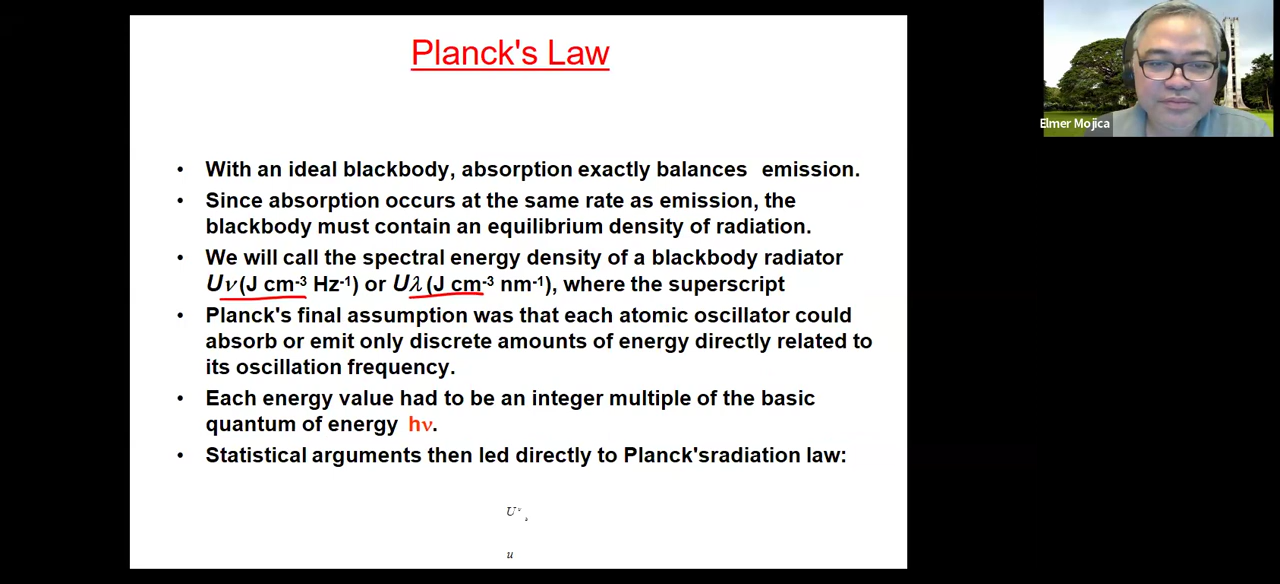 Planck's Law
Elmer Mojica
• With an ideal blackbody, absorption exactly balances emission.
• Since absorption occurs at the same rate as emission, the
blackbody must contain an equilibrium density of radiation.
• We will call the spectral energy density of a blackbody radiator
Uν (J cm-3 Hz-1) or Uλ (J cm-3 nm-1), where the superscript
• Planck's final assumption was that each atomic oscillator could
absorb or emit only discrete amounts of energy directly related to
its oscillation frequency.
• Each energy value had to be an integer multiple of the basic
quantum of energy hν.
• Statistical arguments then led directly to Planck'sradiation law:
U
u